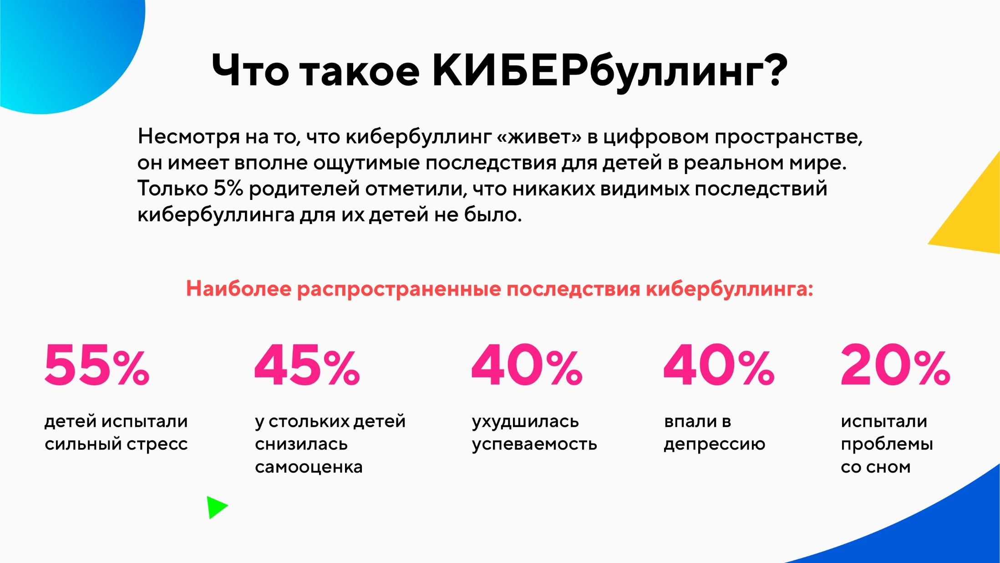 Что такое КИБЕРбуллинг?
Несмотря на то, что кибербуллинг «живет» в цифровом пространстве,
он имеет вполне ощутимые последствия для детей в реальном мире.
Только 5% родителей отметили, что никаких видимых последствий
кибербуллинга для их детей не было.
Наиболее распространенные последствия кибербуллинга:
55%
детей испытали
сильный стресс
45%
у стольких детей
снизилась
самооценка
40%
ухудшилась
успеваемость
40%
впали в
депрессию
20%
испытали
проблемы
со сном